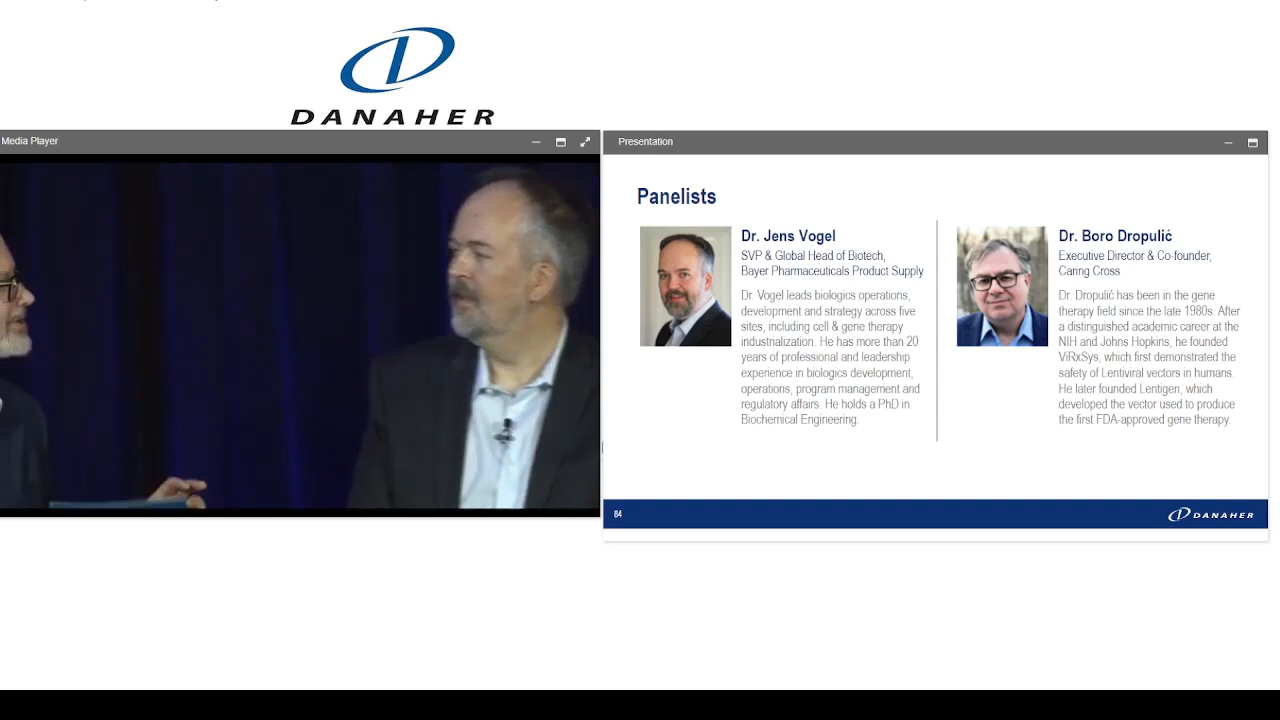 DANAHER
Media Player
Presentation
Panelists
Dr. Jens Vogel
SVP & Global Head of Biotech,
Bayer Pharmaceuticals Product Supply
Dr. Vogel leads biologics operations,
development and strategy across five
sites, including cell & gene therapy
industrialization. He has more than 20
years of professional and leadership
experience in biologics development,
operations, program management and
regulatory affairs. He holds a PhD in
Biochemical Engineering.
Dr. Boro Dropulić
Executive Director & Co-founder,
Caring Cross
Dr. Dropulić has been in the gene
therapy field since the late 1980s. After
a distinguished academic career at the
NIH and Johns Hopkins, he founded
ViRxSys, which first demonstrated the
safety of Lentiviral vectors in humans.
He later founded Lentigen, which
developed the vector used to produce
the first FDA-approved gene therapy.
84
DANAHER